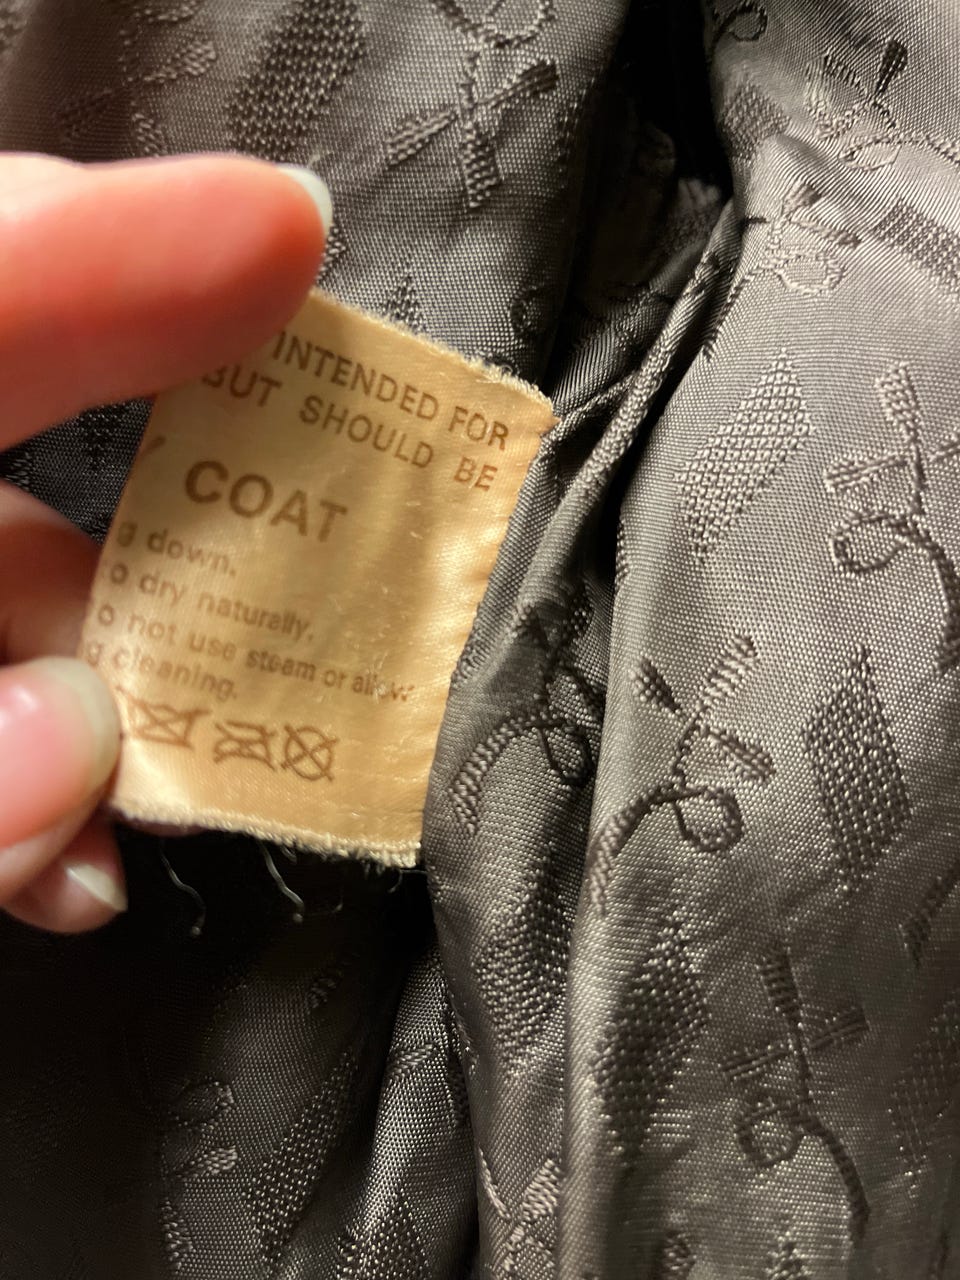 INTENDED FOR
BUT SHOULD BE
COAT
g down.
o dry naturally.
o not use steam or allow
g cleaning.